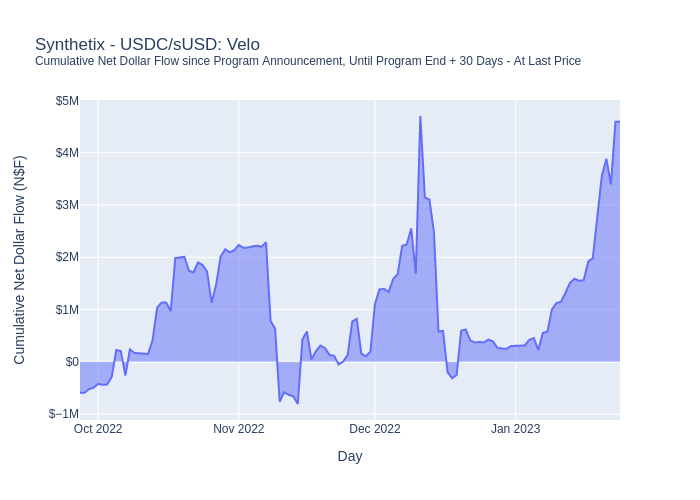 Synthetix - USDC/sUSD: Velo
Cumulative Net Dollar Flow since Program Announcement, Until Program End + 30 Days - At Last Price
Cumulative Net Dollar Flow (N$F)
$5M
$4M
$3M
$2M
$1M
$0
$−1M
Oct 2022
Nov 2022
Dec 2022
Jan 2023
Day